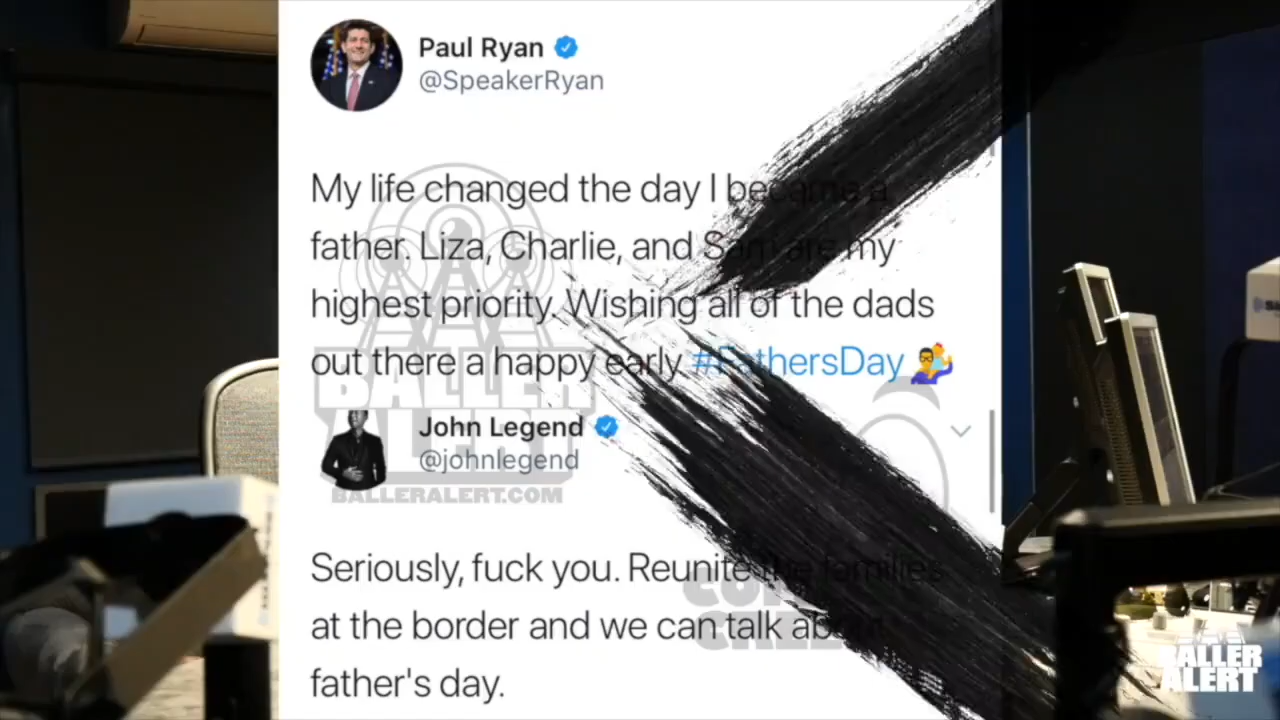 Paul Ryan
@SpeakerRyan
My life changed the day I became a
father. Liza, Charlie, and Sam are my
highest priority. Wishing all of the dads
out there a happy early #FathersDay
BALLER
ALERT
BALLERALERT.COM
John Legend
@johnlegend
Seriously, fuck you. Reunite the families
at the border and we can talk about
father's day.
BALLER
ALERT